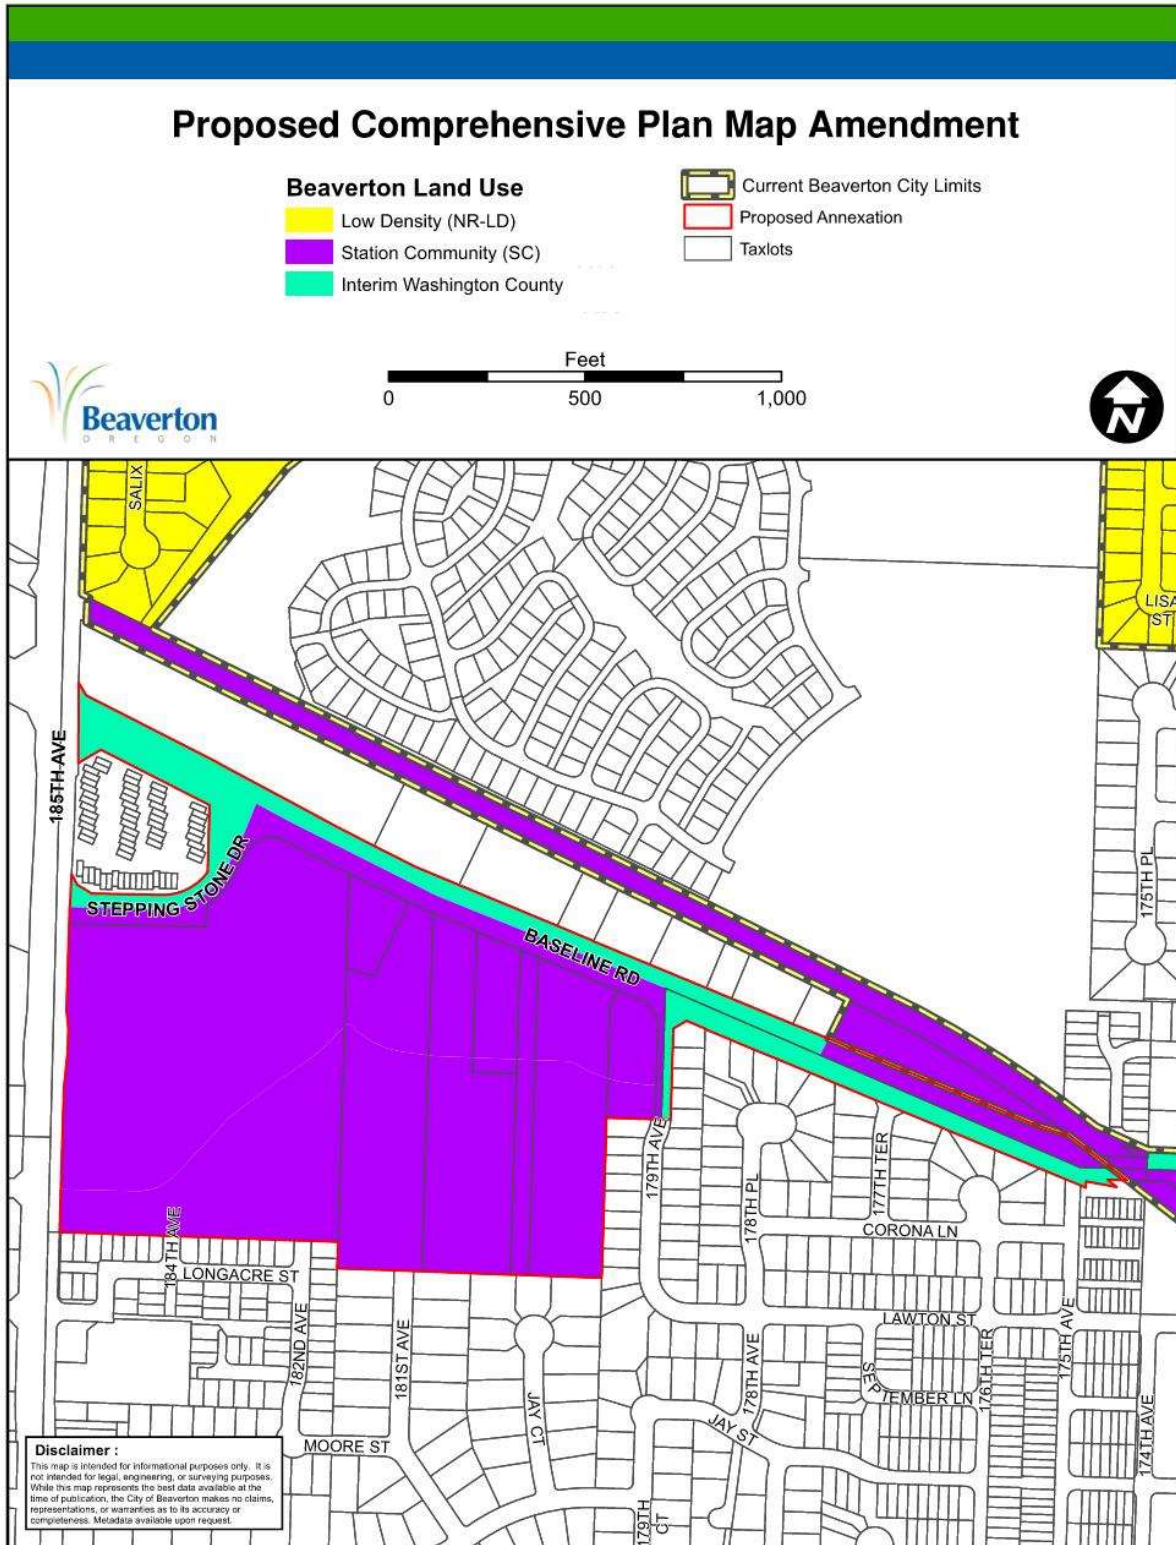 Proposed Comprehensive Plan Map Amendment
Beaverton Land Use
Low Density (NR-LD)
Station Community (SC)
Interim Washington County
Current Beaverton City Limits
Proposed Annexation
Taxlots
Feet
0 500 1,000
Beaverton
OREGON
N
SALIX
LISA
ST
185TH AVE
175TH PL
STEPPING STONE DR
BASELINE RD
179TH AVE
178TH PL
177TH TER
CORONA LN
184TH AVE
LONGACRE ST
182ND AVE
181ST AVE
LAWTON ST
178TH AVE
176TH TER
175TH AVE
SEPTEMBER LN
JAY CT
JAY ST
MOORE ST
174TH AVE
179TH
CT
Disclaimer :
This map is intended for informational purposes only. It is
not intended for legal, engineering, or surveying purposes.
While this map represents the best data available at the
time of publication, the City of Beaverton makes no claims,
representations, or warranties as to its accuracy or
completeness. Metadata available upon request.